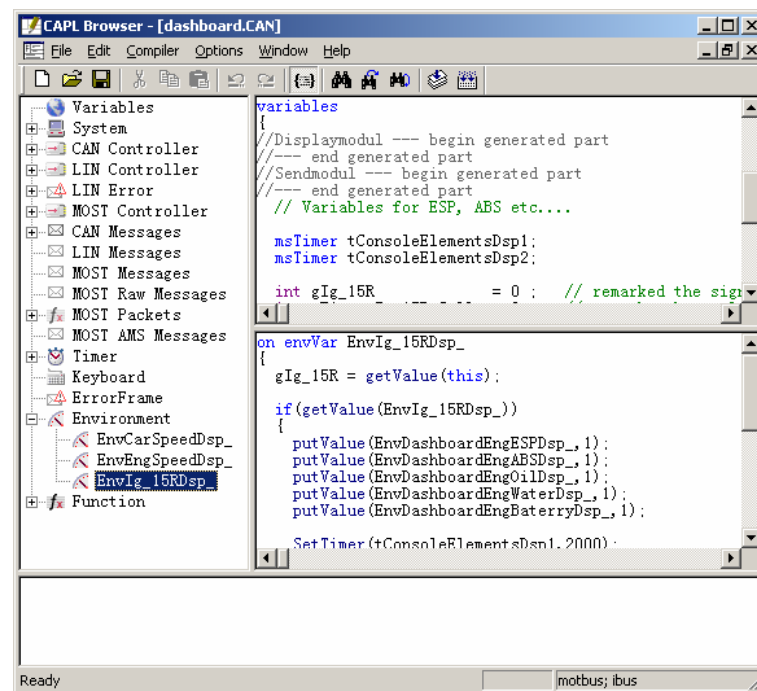 CAPL Browser - [dashboard.CAN]
File Edit Compiler Options Window Help
Variables
System
CAN Controller
LIN Controller
LIN Error
MOST Controller
CAN Messages
LIN Messages
MOST Messages
MOST Raw Messages
MOST Packets
MOST AMS Messages
Timer
Keyboard
ErrorFrame
Environment
EnvCarSpeedDsp_
EnvEngSpeedDsp_
EnvIg_15RDsp_
Function
variables
{
//Displaymodul --- begin generated part
//--- end generated part
//Sendmodul --- begin generated part
//--- end generated part
// Variables for ESP, ABS etc....
msTimer tConsoleElementsDsp1;
msTimer tConsoleElementsDsp2;
int gIg_15R = 0 ; // remarked the sig
on envVar EnvIg_15RDsp_
{
gIg_15R = getValue(this);
if(getValue(EnvIg_15RDsp_))
{
putValue(EnvDashboardEngESPDsp_,1);
putValue(EnvDashboardEngABSDsp_,1);
putValue(EnvDashboardEngOilDsp_,1);
putValue(EnvDashboardEngWaterDsp_,1);
putValue(EnvDashboardEngBaterryDsp_,1);
SetTimer(tConsoleElementsDsp1,2000);
Ready
motbus; ibus